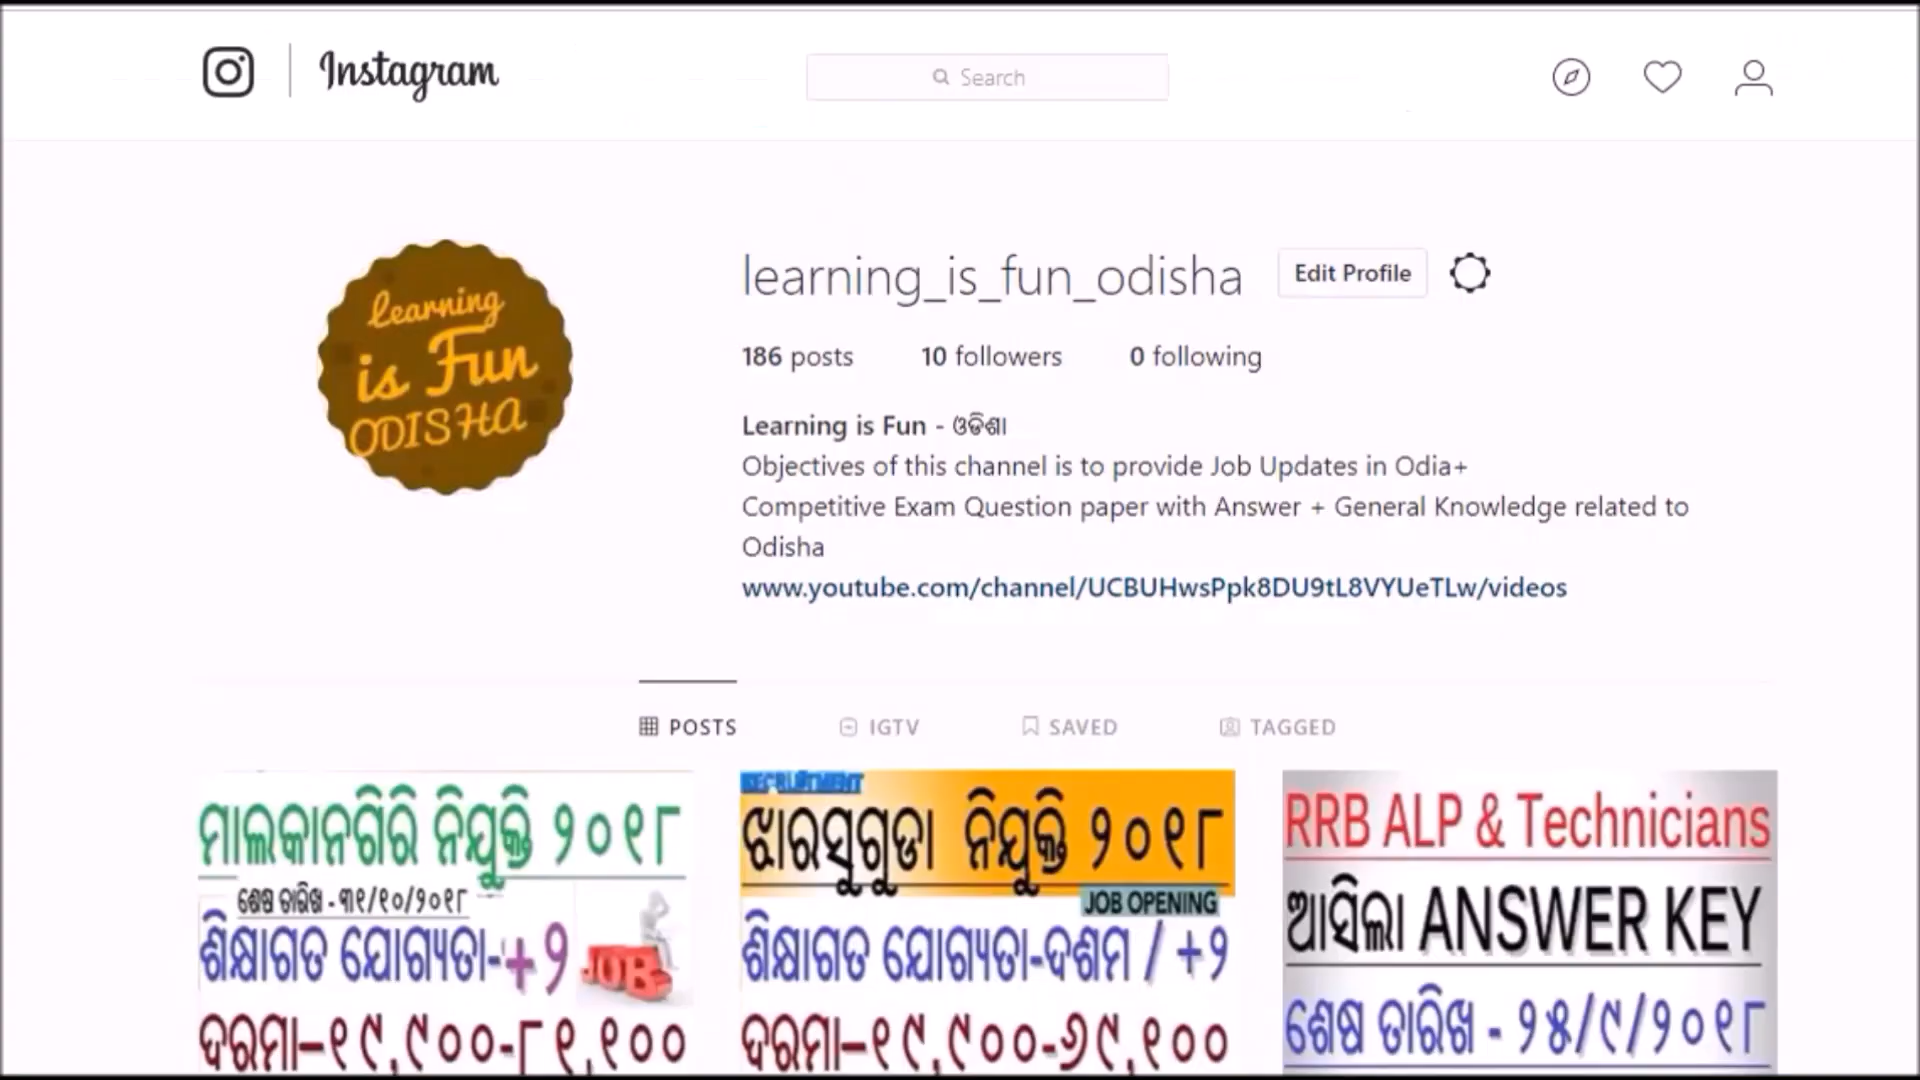 Instagram
Search
learning_is_fun_odisha Edit Profile
186 posts 10 followers 0 following
Learning is Fun - ଓଡିଶା
Objectives of this channel is to provide Job Updates in Odia+
Competitive Exam Question paper with Answer + General Knowledge related to
Odisha
www.youtube.com/channel/UCBUHwsPpk8DU9tL8VYUeTLw/videos
Learning
is Fun
ODISHA
POSTS IGTV SAVED TAGGED
ମାଲକାନଗିରି ନିଯୁକ୍ତି ୨୦୧୮
ଶେଷ ତାରିଖ - ୩୧/୧୦/୨୦୧୮
ଶିକ୍ଷାଗତ ଯୋଗ୍ୟତା-+୨
JOB
ଦରମା–୧୯,୯୦୦-୮୧,୧୦୦
RECRUITMENT
ଝାରସୁଗୁଡା ନିଯୁକ୍ତି ୨୦୧୮
JOB OPENING
ଶିକ୍ଷାଗତ ଯୋଗ୍ୟତା-ଦଶମ / +୨
ଦରମା–୧୯,୯୦୦-୬୯,୧୦୦
RRB ALP & Technicians
ଆସିଲା ANSWER KEY
ଶେଷ ତାରିଖ - ୨୫/୯/୨୦୧୮